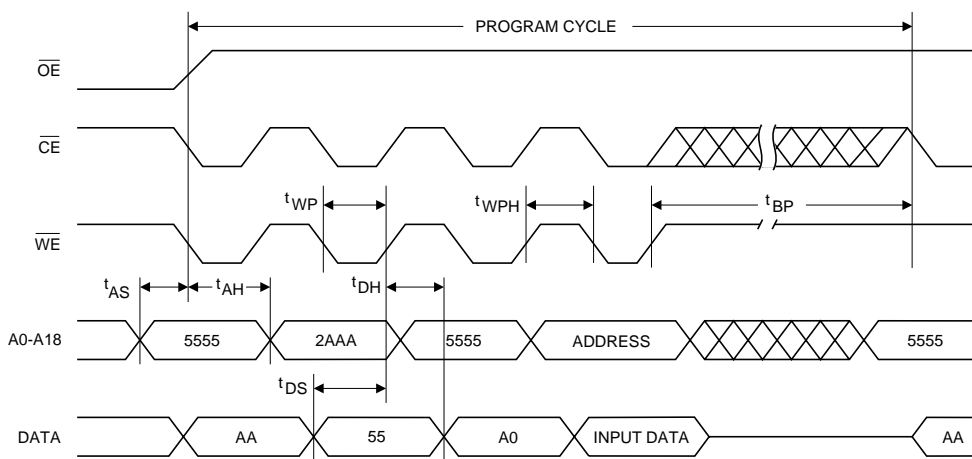 PROGRAM CYCLE
OE
CE
tWP
tWPH
tBP
WE
tAS
tAH
tDH
A0-A18
5555
2AAA
5555
ADDRESS
5555
tDS
DATA
AA
55
A0
INPUT DATA
AA